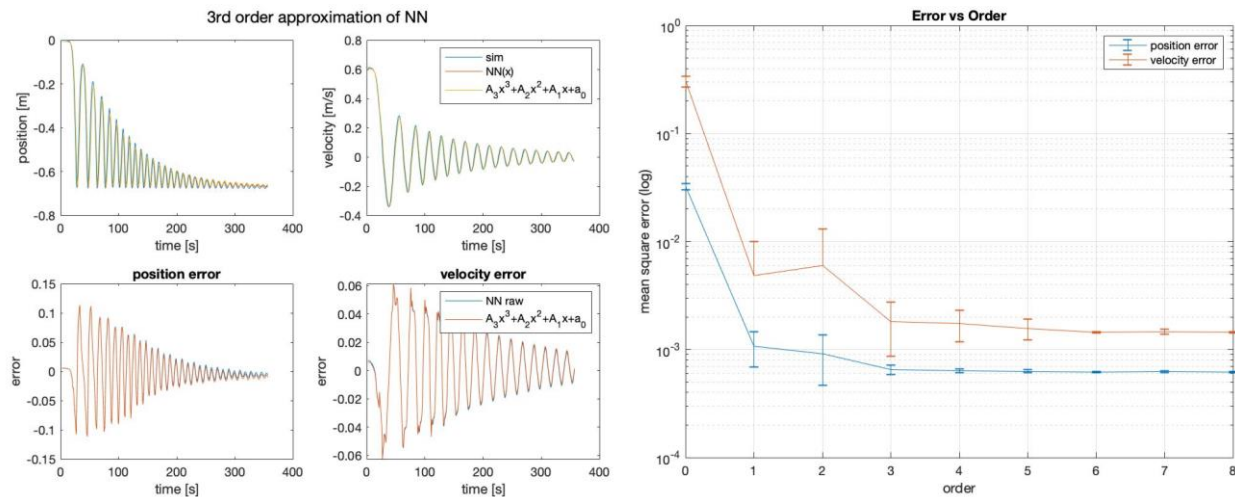 3rd order approximation of NN
0
-0.2
-0.4
-0.6
-0.8
position [m]
0 100 200 300 400
time [s]
0.8
0.6
0.4
0.2
0
-0.2
-0.4
velocity [m/s]
sim
NN(x)
A₃x³+A₂x²+A₁x+a₀
0 100 200 300 400
time [s]
position error
0.15
0.1
0.05
0
-0.05
-0.1
-0.15
error
0 100 200 300 400
time [s]
velocity error
0.06
0.04
0.02
0
-0.02
-0.04
-0.06
error
NN raw
A₃x³+A₂x²+A₁x+a₀
0 100 200 300 400
time [s]
Error vs Order
10⁰
10⁻¹
10⁻²
10⁻³
10⁻⁴
mean square error (log)
position error
velocity error
0 1 2 3 4 5 6 7 8
order